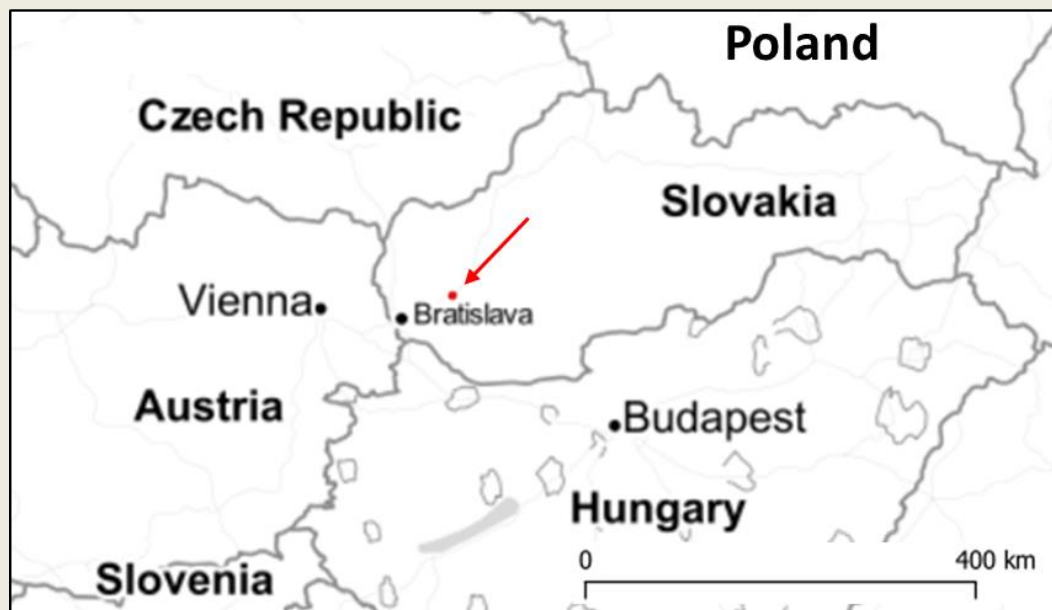 Poland
Czech Republic
Slovakia
Vienna
Bratislava
Austria
Budapest
Hungary
0 400 km
Slovenia